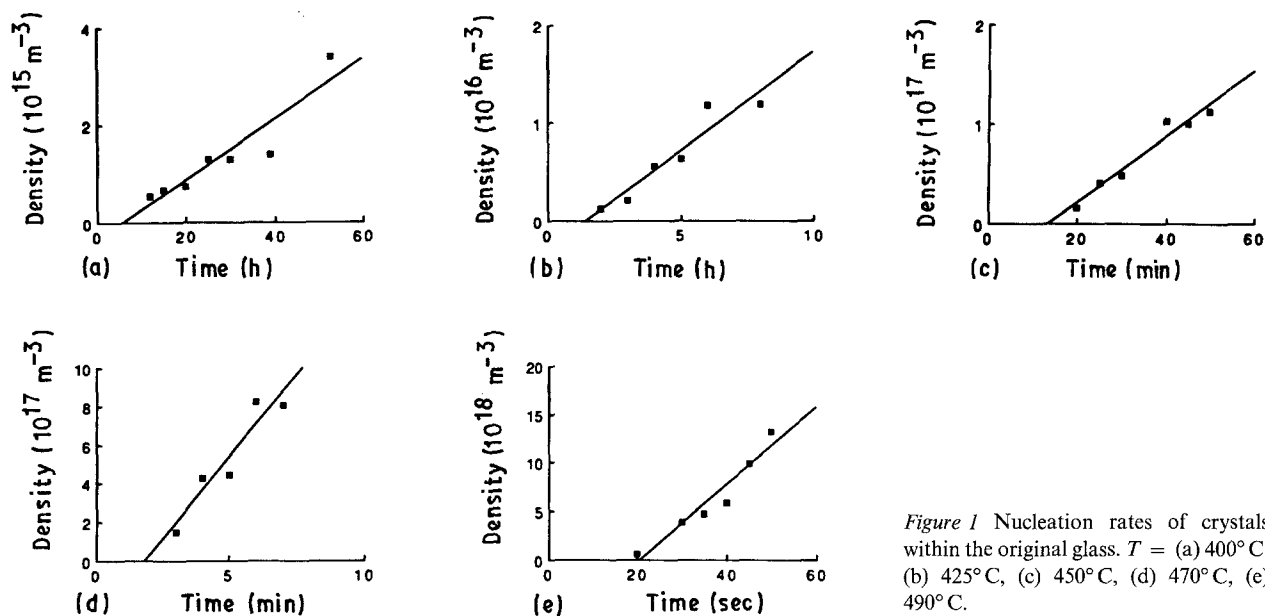 4
2
0
0 20 40 60
Density (10^15 m^-3)
(a) Time (h)
2
1
0
0 5 10
Density (10^16 m^-3)
(b) Time (h)
2
1
0
0 20 40 60
Density (10^17 m^-3)
(c) Time (min)
10
8
6
4
2
0
0 5 10
Density (10^17 m^-3)
(d) Time (min)
20
15
10
5
0
0 20 40 60
Density (10^18 m^-3)
(e) Time (sec)
Figure 1 Nucleation rates of crystals
within the original glass. T = (a) 400° C,
(b) 425° C, (c) 450° C, (d) 470° C, (e)
490° C.